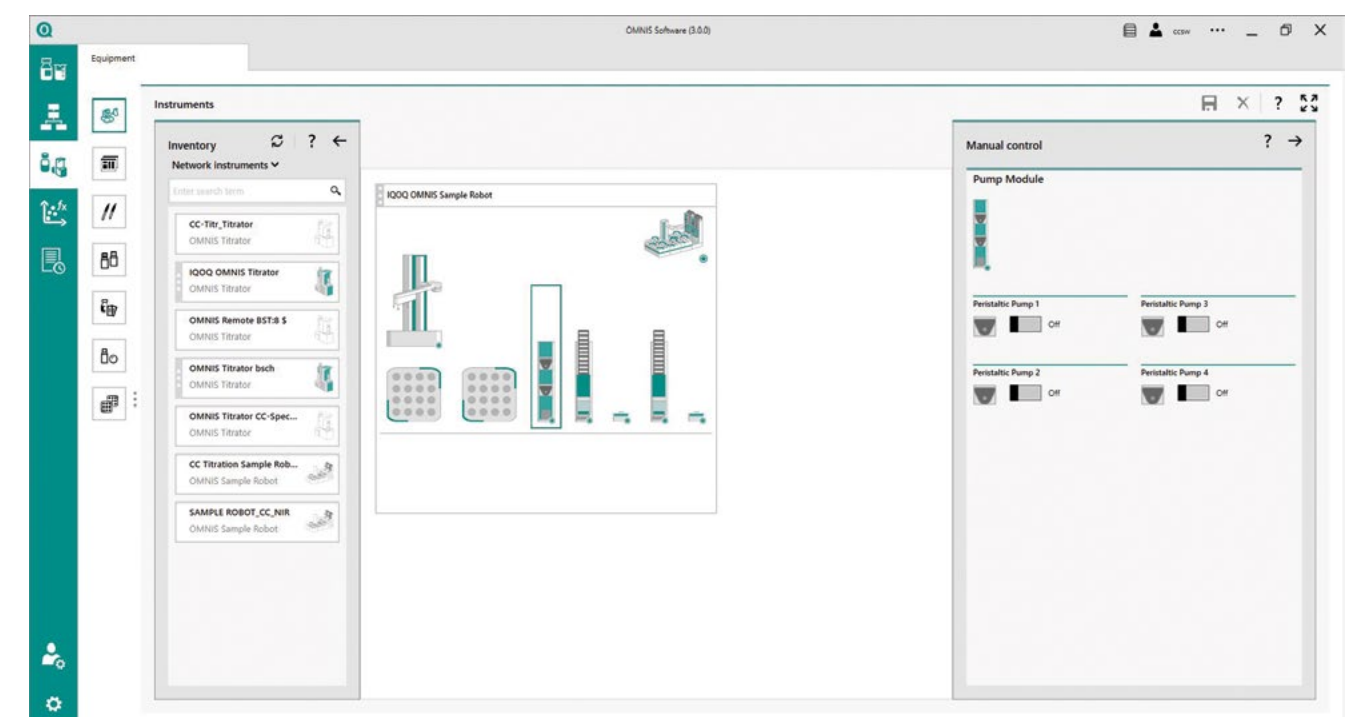 OMNIS Software (3.0.0)
ccsw
Equipment
Instruments
?
Inventory
?
Network instruments
Enter search term
CC-Titr_Titrator
OMNIS Titrator
IQOQ OMNIS Titrator
OMNIS Titrator
OMNIS Remote BST:8 $
OMNIS Titrator
OMNIS Titrator bsch
OMNIS Titrator
OMNIS Titrator CC-Spec...
OMNIS Titrator
CC Titration Sample Rob...
OMNIS Sample Robot
SAMPLE ROBOT_CC_NIR
OMNIS Sample Robot
IQOQ OMNIS Sample Robot
Manual control
?
Pump Module
Peristaltic Pump 1
Off
Peristaltic Pump 3
Off
Peristaltic Pump 2
Off
Peristaltic Pump 4
Off